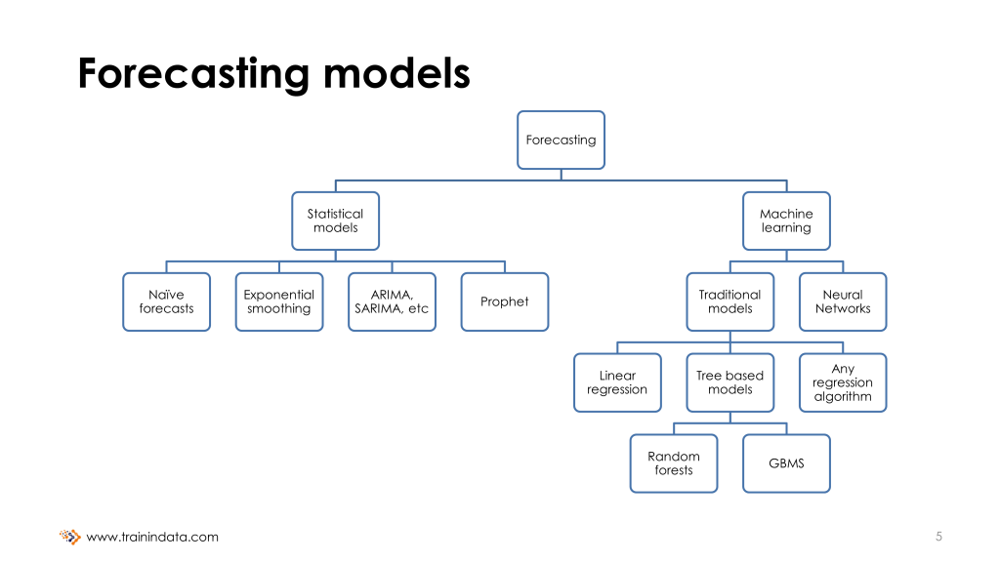 Forecasting models
Forecasting
Statistical
models
Machine
learning
Naïve
forecasts
Exponential
smoothing
ARIMA,
SARIMA, etc
Prophet
Traditional
models
Neural
Networks
Linear
regression
Tree based
models
Any
regression
algorithm
Random
forests
GBMS
www.trainindata.com
5